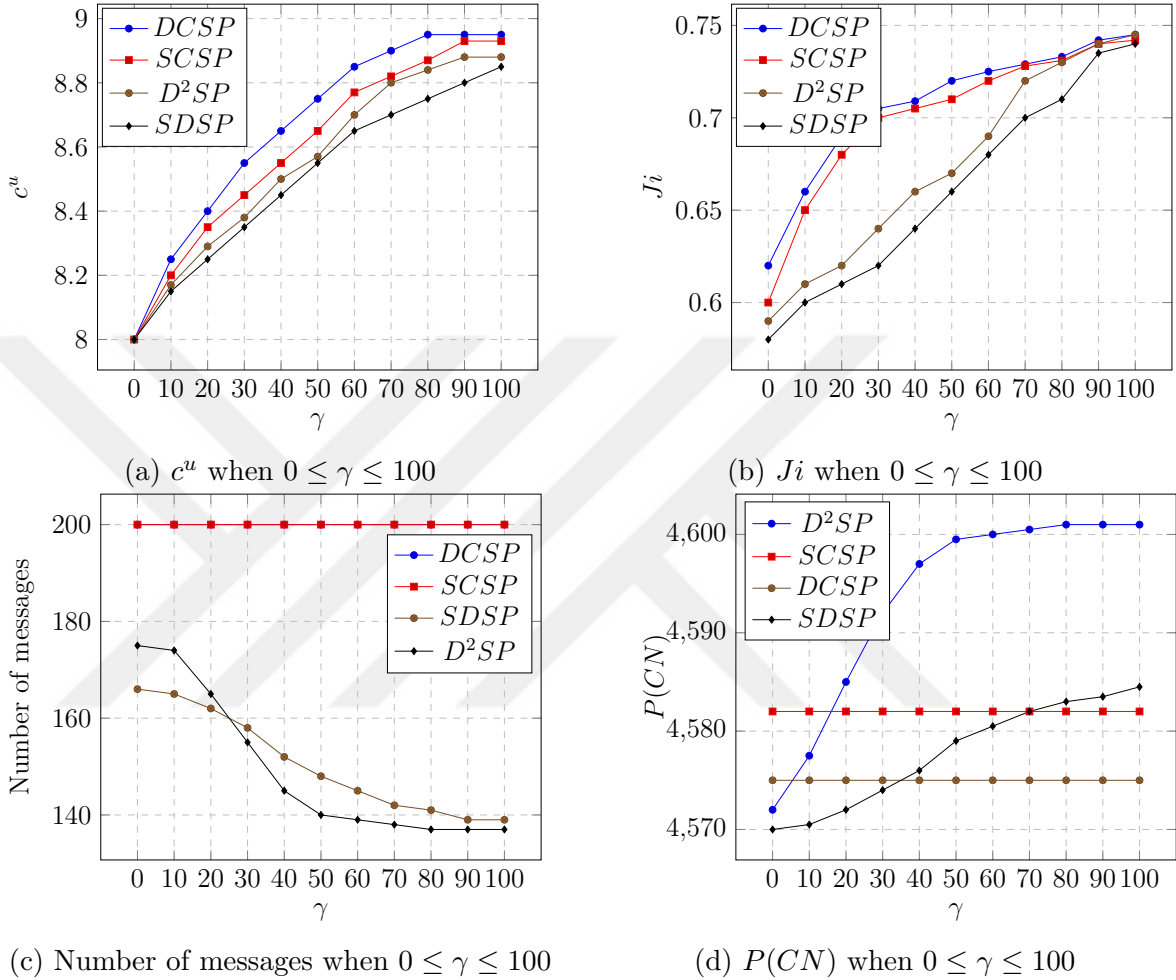 9
8.8
8.6
8.4
8.2
8
c^u
DCSP
SCSP
D²SP
SDSP
0 10 20 30 40 50 60 70 80 90 100
γ
(a) c^u when 0 ≤ γ ≤ 100
0.75
0.7
0.65
0.6
Ji
DCSP
SCSP
D²SP
SDSP
0 10 20 30 40 50 60 70 80 90 100
γ
(b) Ji when 0 ≤ γ ≤ 100
200
180
160
140
Number of messages
DCSP
SCSP
SDSP
D²SP
0 10 20 30 40 50 60 70 80 90 100
γ
(c) Number of messages when 0 ≤ γ ≤ 100
4,600
4,590
4,580
4,570
P(CN)
D²SP
SCSP
DCSP
SDSP
0 10 20 30 40 50 60 70 80 90 100
γ
(d) P(CN) when 0 ≤ γ ≤ 100